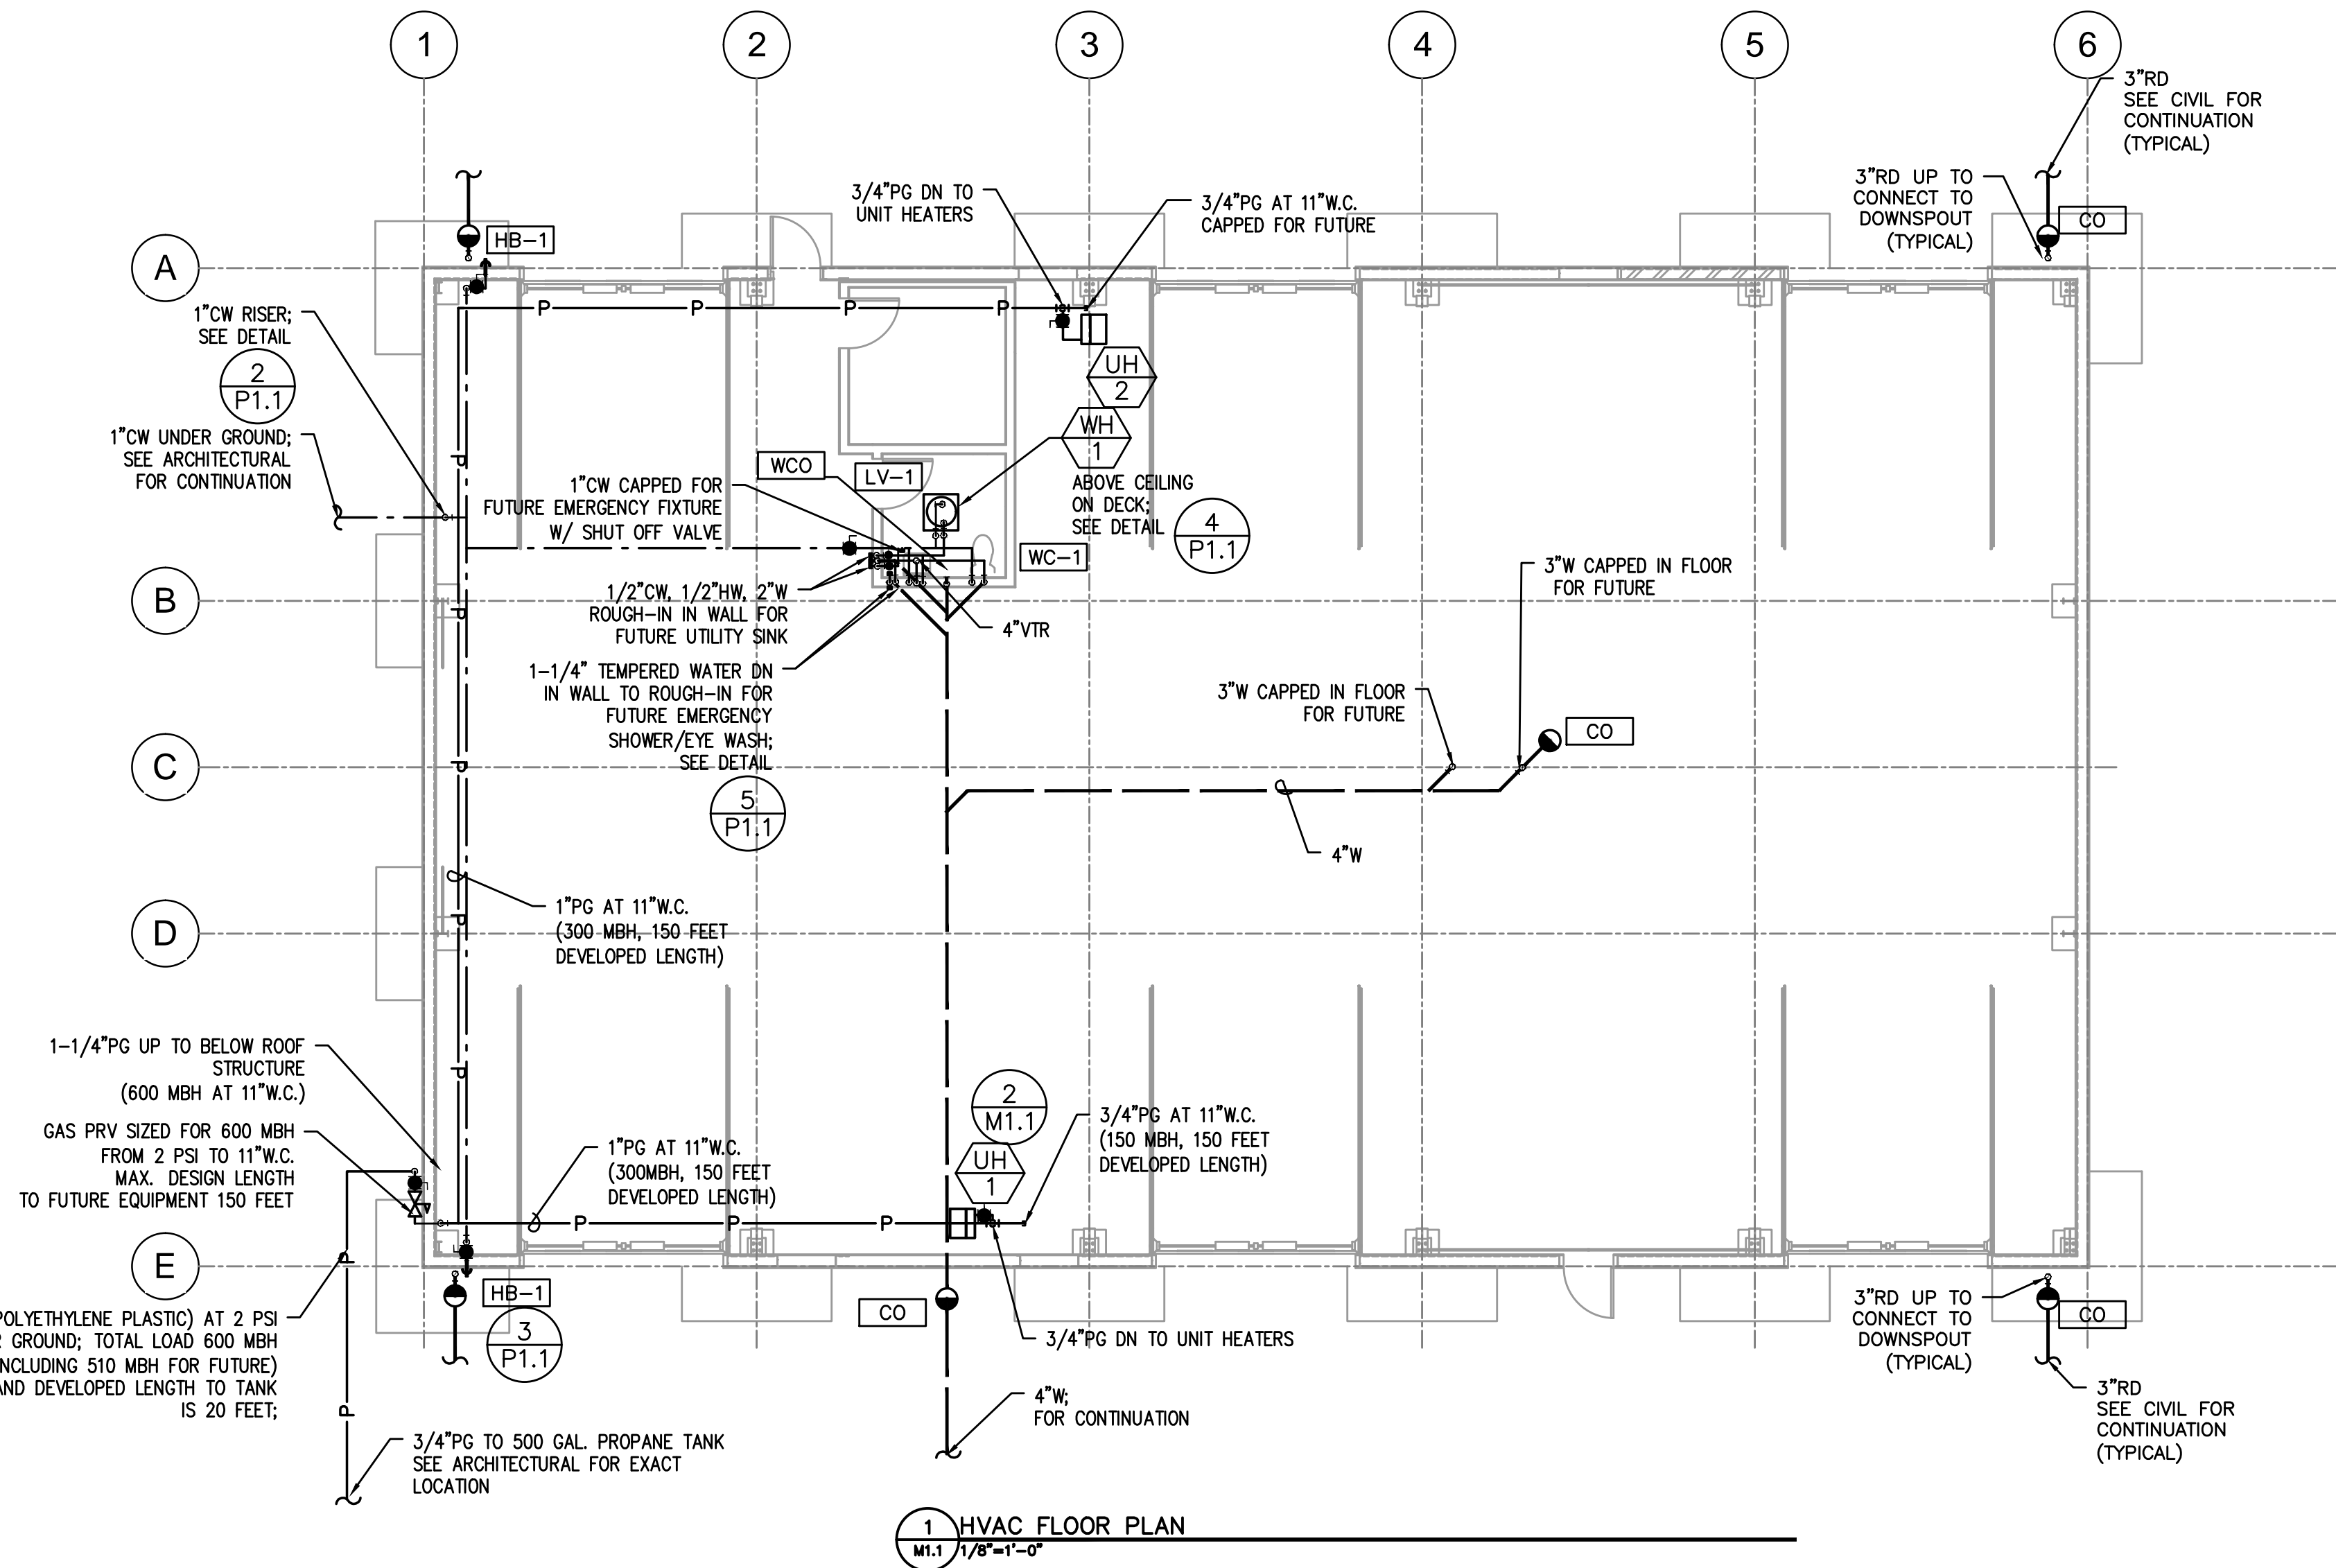 1
2
3
4
5
6
3"RD
SEE CIVIL FOR
CONTINUATION
(TYPICAL)
3"RD UP TO
CONNECT TO
DOWNSPOUT
(TYPICAL)
CO
3/4"PG DN TO
UNIT HEATERS
3/4"PG AT 11"W.C.
CAPPED FOR FUTURE
HB-1
A
P
P
P
P
1"CW RISER;
SEE DETAIL
2
P1.1
1"CW UNDER GROUND;
SEE ARCHITECTURAL
FOR CONTINUATION
UH
2
WH
1
ABOVE CEILING
ON DECK;
SEE DETAIL
4
P1.1
P
WCO
LV-1
1"CW CAPPED FOR
FUTURE EMERGENCY FIXTURE
W/ SHUT OFF VALVE
WC-1
1/2"CW, 1/2"HW, 2"W
ROUGH-IN IN WALL FOR
FUTURE UTILITY SINK
4"VTR
B
P
3"W CAPPED IN FLOOR
FOR FUTURE
1-1/4" TEMPERED WATER DN
IN WALL TO ROUGH-IN FOR
FUTURE EMERGENCY
SHOWER/EYE WASH;
SEE DETAIL
5
P1.1
3"W CAPPED IN FLOOR
FOR FUTURE
CO
C
P
4"W
1"PG AT 11"W.C.
(300 MBH, 150 FEET
DEVELOPED LENGTH)
D
P
1-1/4"PG UP TO BELOW ROOF
STRUCTURE
(600 MBH AT 11"W.C.)
P
GAS PRV SIZED FOR 600 MBH
FROM 2 PSI TO 11"W.C.
MAX. DESIGN LENGTH
TO FUTURE EQUIPMENT 150 FEET
1"PG AT 11"W.C.
(300MBH, 150 FEET
DEVELOPED LENGTH)
2
M1.1
UH
1
3/4"PG AT 11"W.C.
(150 MBH, 150 FEET
DEVELOPED LENGTH)
P
P
P
E
P
HB-1
3
P1.1
CO
3/4"PG DN TO UNIT HEATERS
3"RD UP TO
CONNECT TO
DOWNSPOUT
(TYPICAL)
CO
POLYETHYLENE PLASTIC) AT 2 PSI
GROUND; TOTAL LOAD 600 MBH
NCLUDING 510 MBH FOR FUTURE)
AND DEVELOPED LENGTH TO TANK
IS 20 FEET;
P
4"W;
FOR CONTINUATION
3"RD
SEE CIVIL FOR
CONTINUATION
(TYPICAL)
3/4"PG TO 500 GAL. PROPANE TANK
SEE ARCHITECTURAL FOR EXACT
LOCATION
1
M1.1
HVAC FLOOR PLAN
1/8"=1'-0"